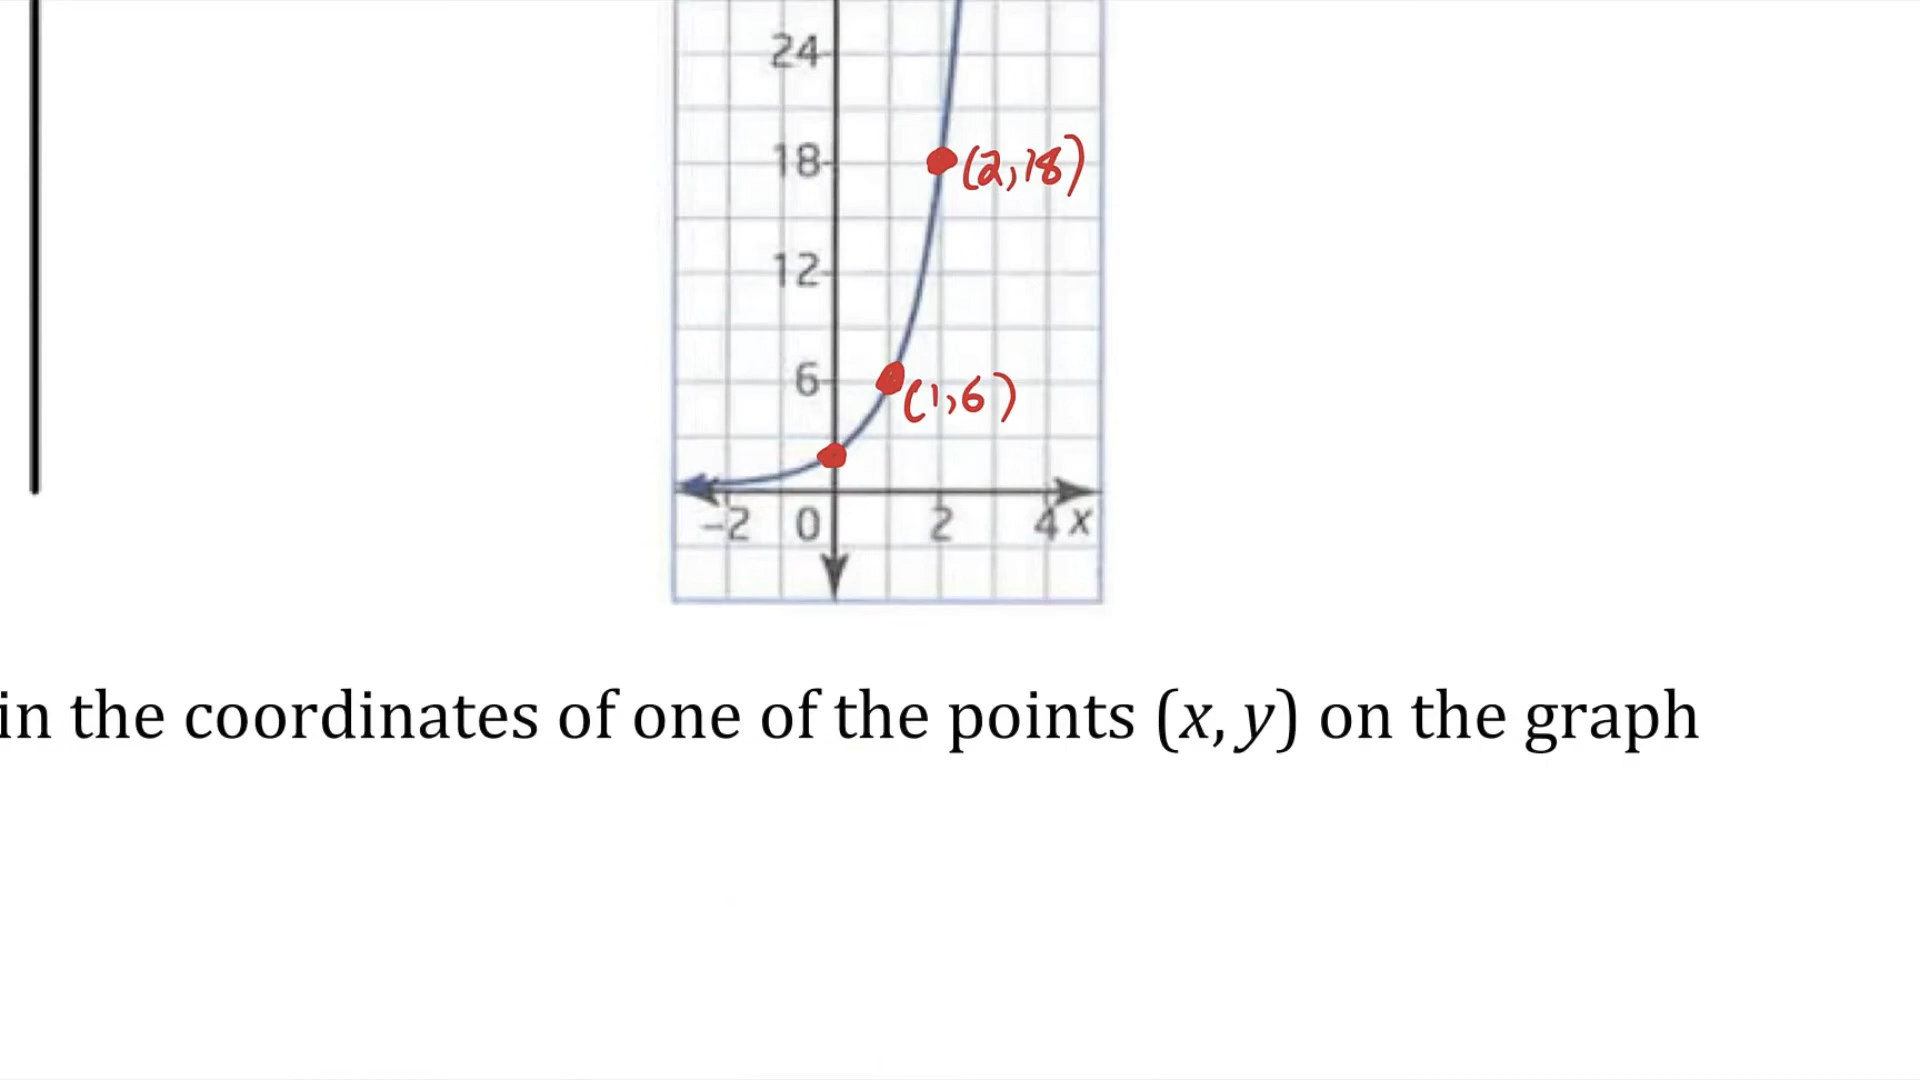 24
18 (2,18)
12
6 (1,6)
-2 0 2 4 x
in the coordinates of one of the points (x, y) on the graph